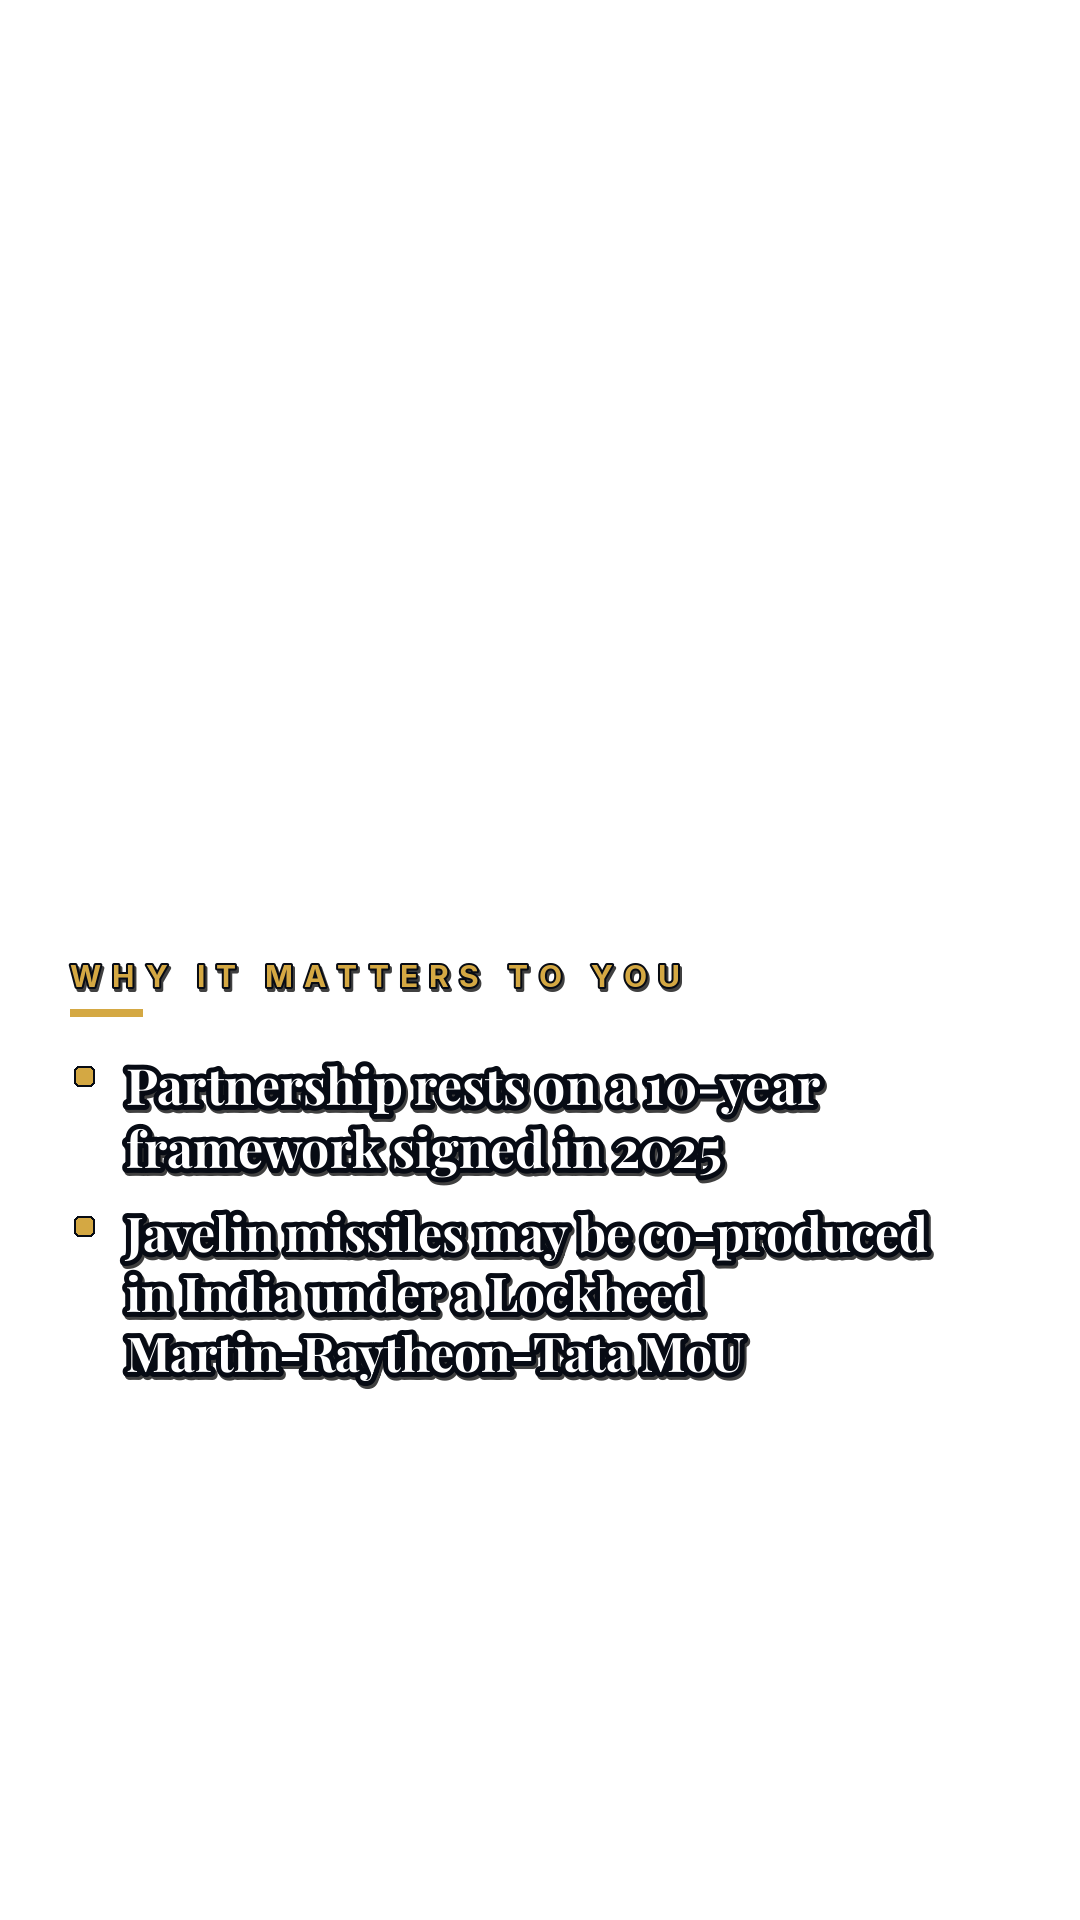 WHY IT MATTERS TO YOU
Partnership rests on a 10-year
framework signed in 2025
Javelin missiles may be co-produced
in India under a Lockheed
Martin-Raytheon-Tata MoU